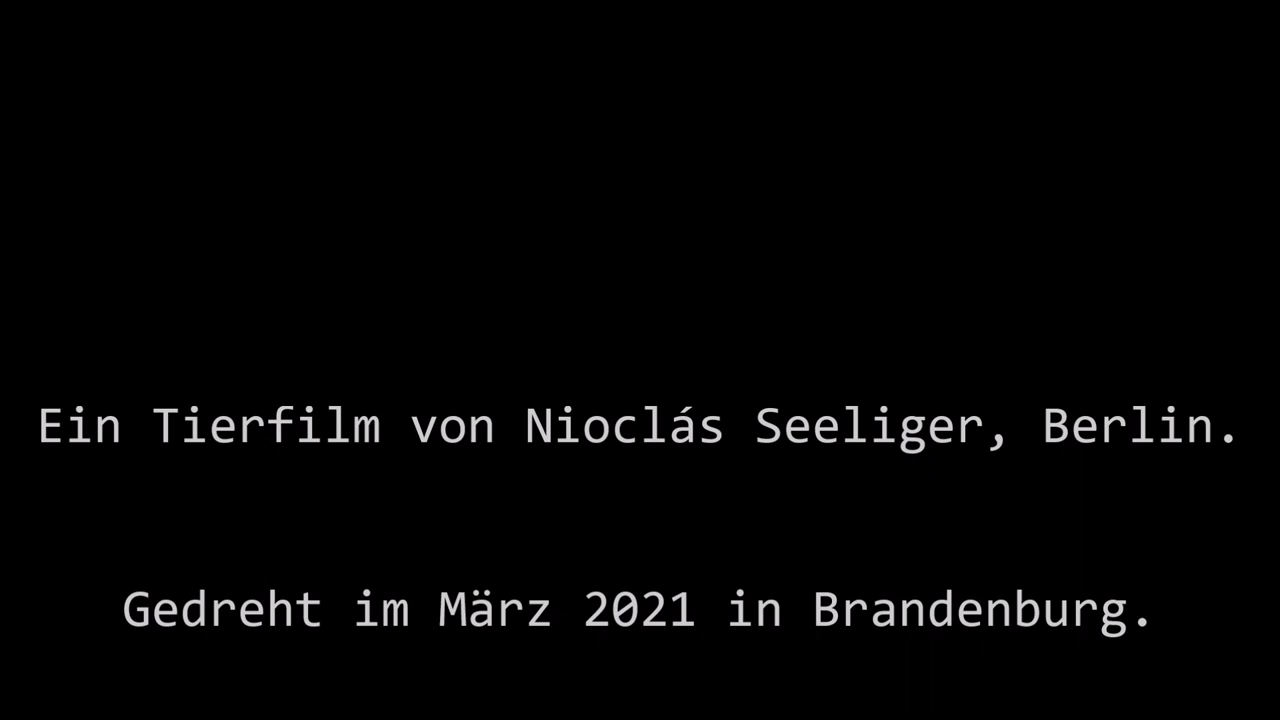 Ein Tierfilm von Nioclás Seeliger, Berlin.
Gedreht im März 2021 in Brandenburg.